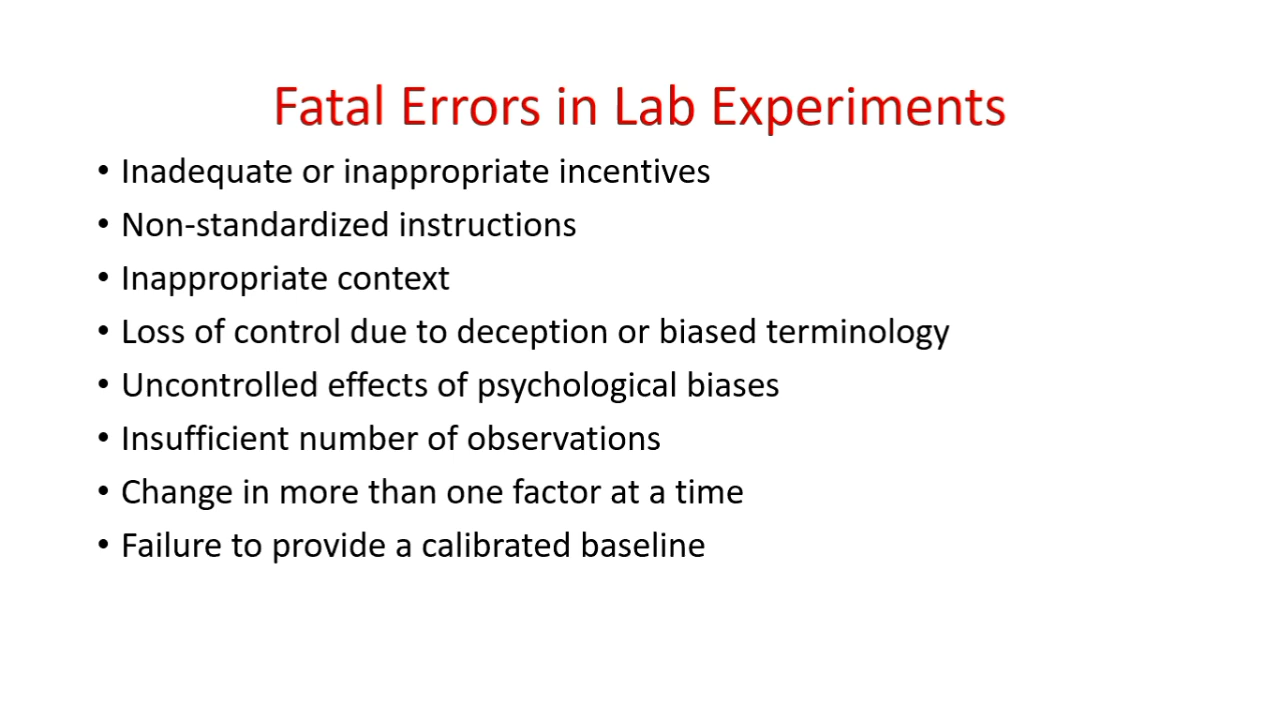 Fatal Errors in Lab Experiments
• Inadequate or inappropriate incentives
• Non-standardized instructions
• Inappropriate context
• Loss of control due to deception or biased terminology
• Uncontrolled effects of psychological biases
• Insufficient number of observations
• Change in more than one factor at a time
• Failure to provide a calibrated baseline